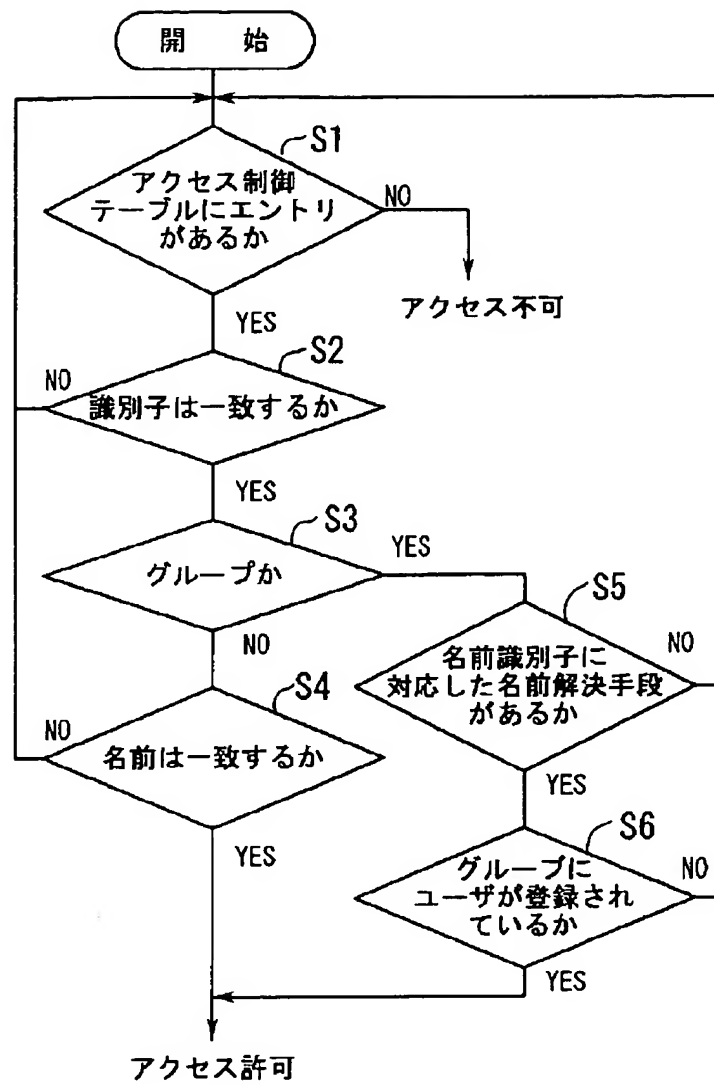 開 始
S1
アクセス制御
テーブルにエントリ
があるか
NO
アクセス不可
YES
S2
NO
識別子は一致するか
YES
S3
YES
グループか
NO
S5
名前識別子に
対応した名前解決手段
があるか
NO
S4
NO
名前は一致するか
YES
YES
S6
グループに
ユーザが登録され
ているか
NO
YES
アクセス許可